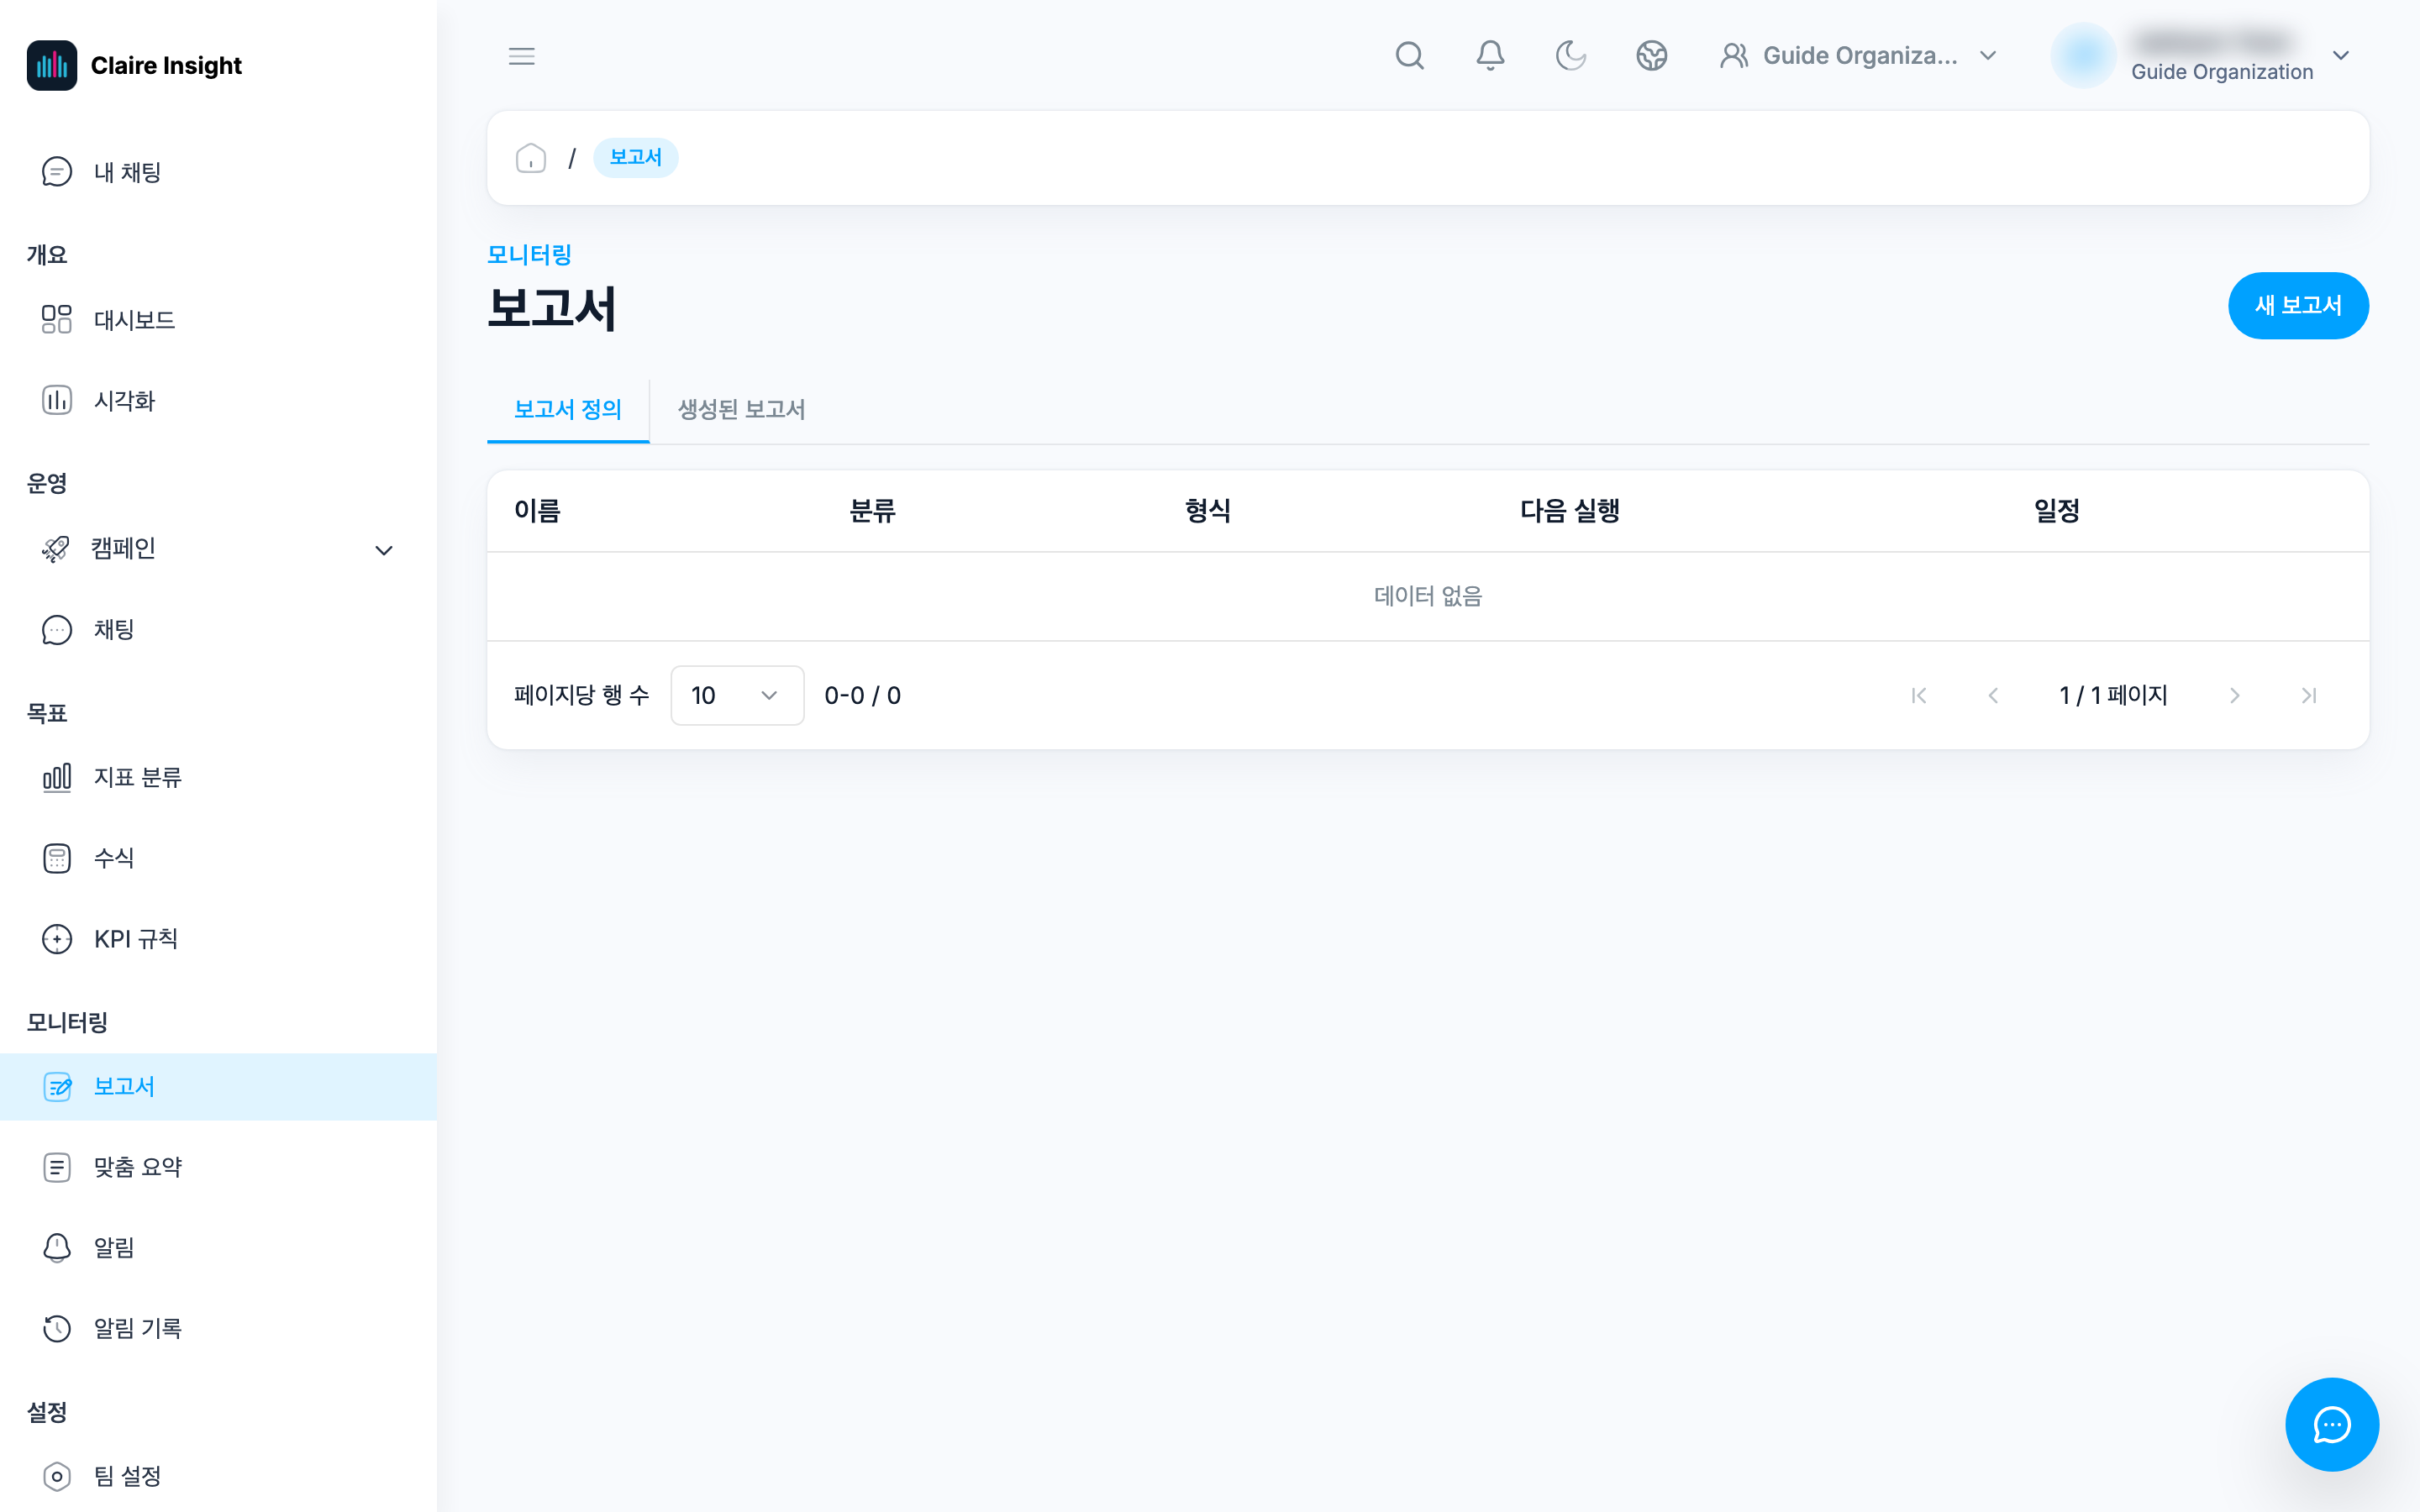 Claire Insight
내 채팅
개요
대시보드
시각화
운영
캠페인
채팅
목표
지표 분류
수식
KPI 규칙
모니터링
보고서
맞춤 요약
알림
알림 기록
설정
팀 설정
Guide Organiza...
Guide Organization
/ 보고서
모니터링
보고서
새 보고서
보고서 정의
생성된 보고서
이름 분류 형식 다음 실행 일정
데이터 없음
페이지당 행 수 10 0-0 / 0
1 / 1 페이지